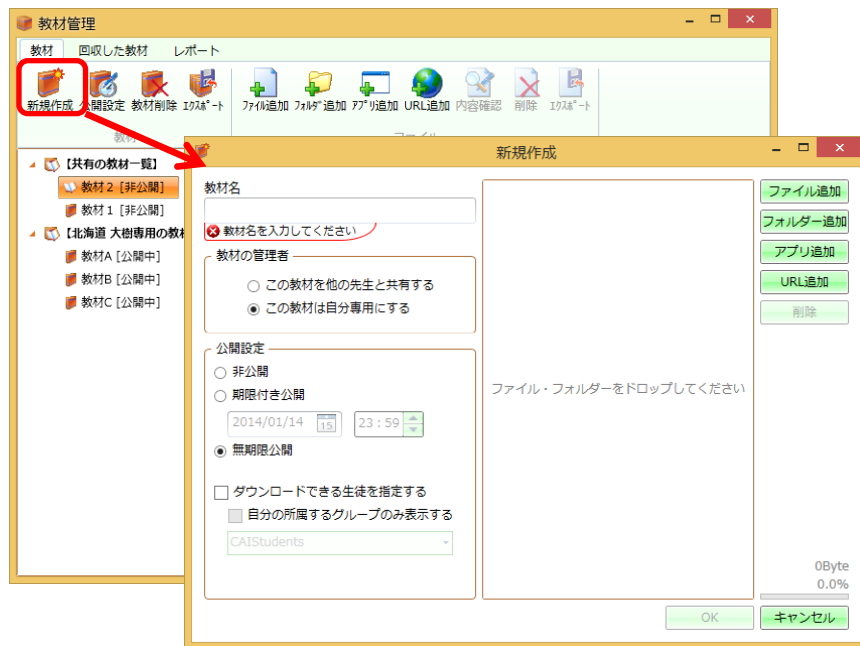 教材管理
教材 回収した教材 レポート
新規作成 公開設定 教材削除 ｴｸｽﾎﾟｰﾄ ﾌｧｲﾙ追加 ﾌｫﾙﾀﾞ追加 ｱﾌﾟﾘ追加 URL追加 内容確認 削除 ｴｸｽﾎﾟｰﾄ
【共有の教材一覧】
教材２ [非公開]
教材１ [非公開]
【北海道 大樹専用の教材
教材A [公開中]
教材B [公開中]
教材C [公開中]
新規作成
教材名
教材名を入力してください
教材の管理者
この教材を他の先生と共有する
この教材は自分専用にする
公開設定
非公開
期限付き公開
2014/01/14 15 23：59
無期限公開
ダウンロードできる生徒を指定する
自分の所属するグループのみ表示する
CAIStudents
ファイル・フォルダーをドロップしてください
ファイル追加
フォルダー追加
アプリ追加
URL追加
削除
0Byte
0.0%
OK キャンセル